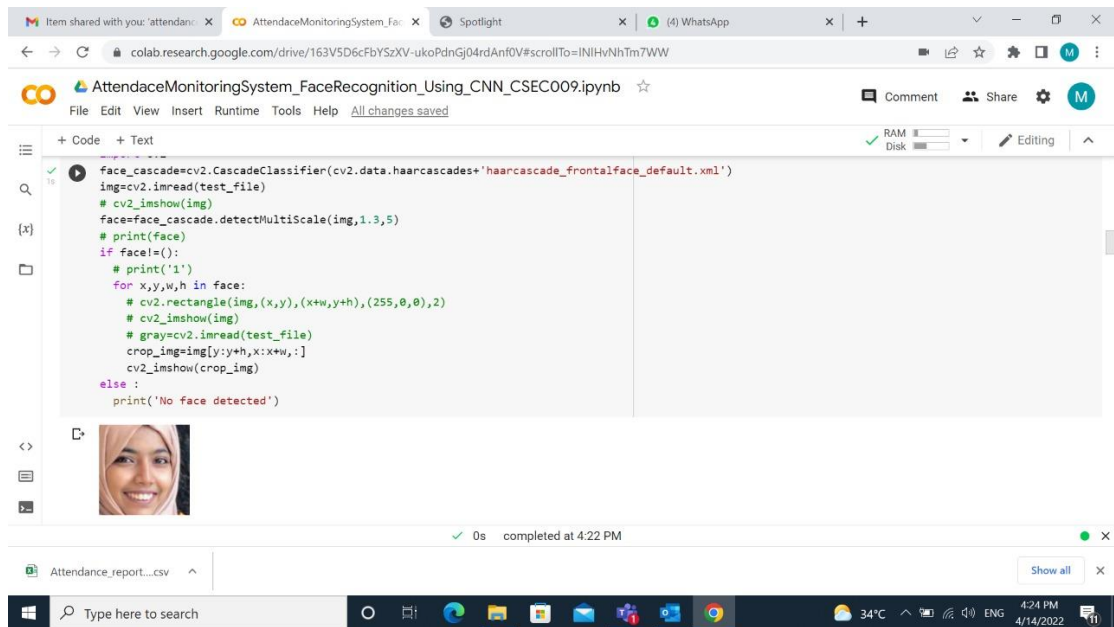 Item shared with you: 'attendanc
AttendaceMonitoringSystem_Fac
Spotlight
(4) WhatsApp
colab.research.google.com/drive/163V5D6cFbYSzXV-ukoPdnGj04rdAnf0V#scrollTo=INIHvNhTm7WW
M
AttendaceMonitoringSystem_FaceRecognition_Using_CNN_CSEC009.ipynb
Comment
Share
M
File Edit View Insert Runtime Tools Help All changes saved
+ Code + Text
RAM
Disk
Editing
1s
face_cascade=cv2.CascadeClassifier(cv2.data.haarcascades+'haarcascade_frontalface_default.xml')
img=cv2.imread(test_file)
# cv2_imshow(img)
face=face_cascade.detectMultiScale(img,1.3,5)
{x}
# print(face)
if face!=():
# print('1')
for x,y,w,h in face:
# cv2.rectangle(img,(x,y),(x+w,y+h),(255,0,0),2)
# cv2_imshow(img)
# gray=cv2.imread(test_file)
crop_img=img[y:y+h,x:x+w,:]
cv2_imshow(crop_img)
else :
print('No face detected')
0s completed at 4:22 PM
Attendance_report....csv
Show all
Type here to search
34°C
ENG
4:24 PM
4/14/2022
11